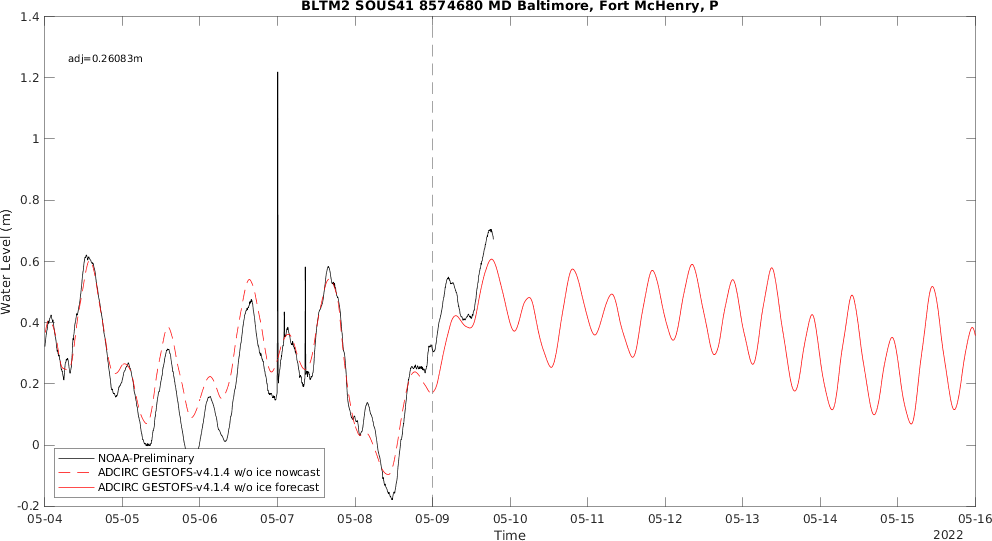 BLTM2 SOUS41 8574680 MD Baltimore, Fort McHenry, P
adj=0.26083m
Water Level (m)
1.4
1.2
1
0.8
0.6
0.4
0.2
0
-0.2
NOAA-Preliminary
ADCIRC GESTOFS-v4.1.4 w/o ice nowcast
ADCIRC GESTOFS-v4.1.4 w/o ice forecast
05-04 05-05 05-06 05-07 05-08 05-09 05-10 05-11 05-12 05-13 05-14 05-15 05-16
Time
2022